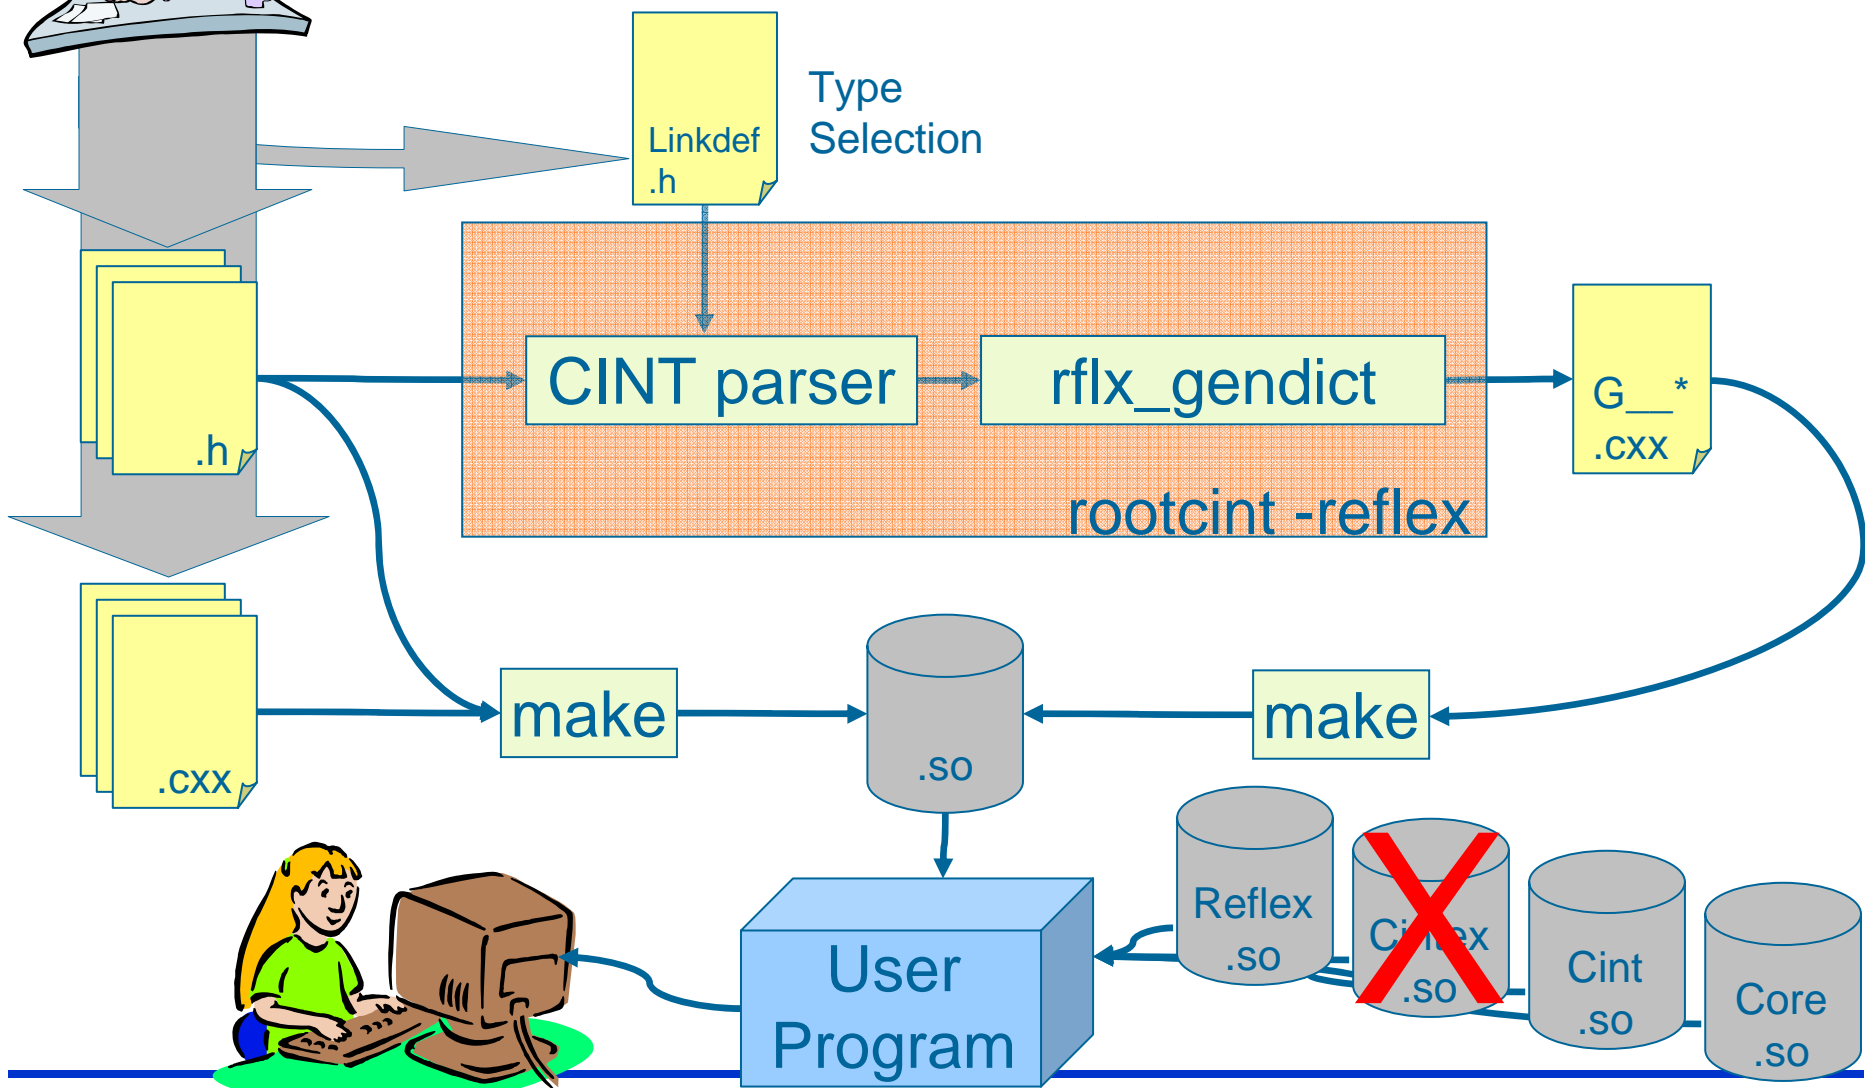 Type
Selection
Linkdef
.h
.h
CINT parser
rflx_gendict
G__*
.cxx
rootcint -reflex
.cxx
make
.so
make
Reflex
.so
Cintex
.so
Cint
.so
Core
.so
User
Program